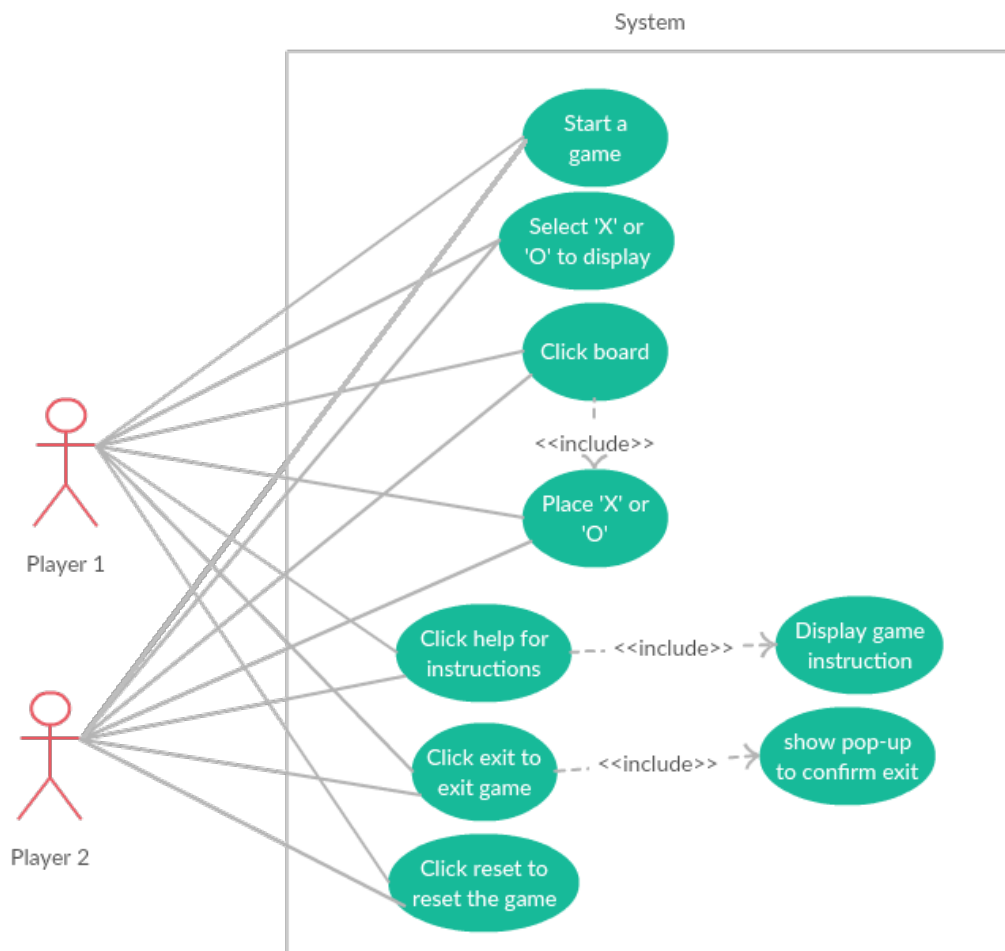 System
Start a
game
Select 'X' or
'O' to display
Click board
<<include>>
Place 'X' or
'O'
Player 1
Click help for
instructions
<<include>>
Display game
instruction
Click exit to
exit game
<<include>>
show pop-up
to confirm exit
Player 2
Click reset to
reset the game